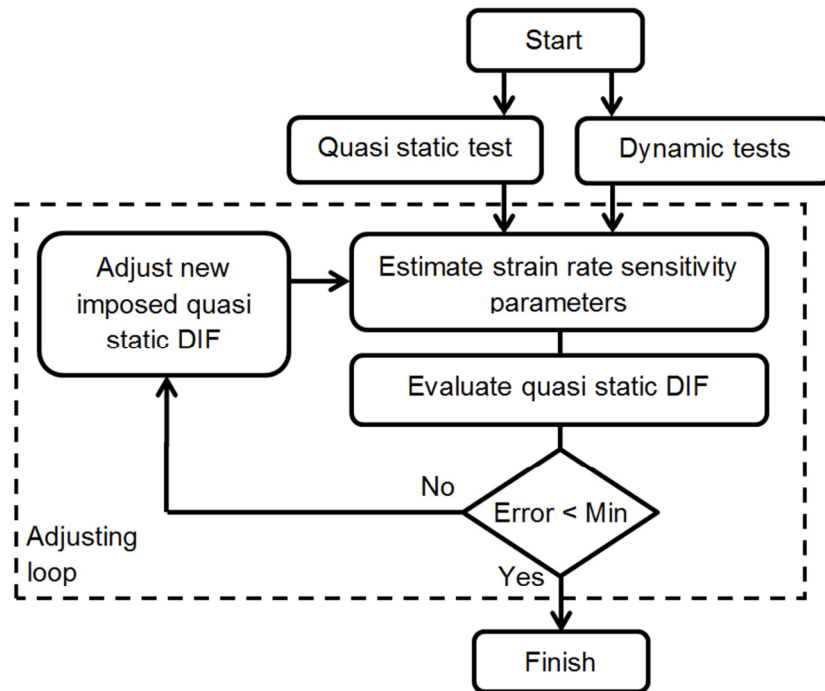 Start
Quasi static test
Dynamic tests
Adjust new
imposed quasi
static DIF
Estimate strain rate sensitivity
parameters
Evaluate quasi static DIF
No
Error < Min
Adjusting
loop
Yes
Finish